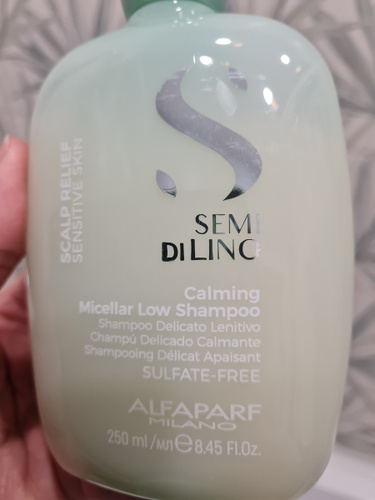 SCALP RELIEF
SENSITIVE SKIN
SEMI
DI LINO
Calming
Micellar Low Shampoo
Shampoo Delicato Lenitivo
Champú Delicado Calmante
Shampooing Délicat Apaisant
SULFATE-FREE
ALFAPARF
MILANO
250 ml /мл ℮ 8.45 Fl.Oz.